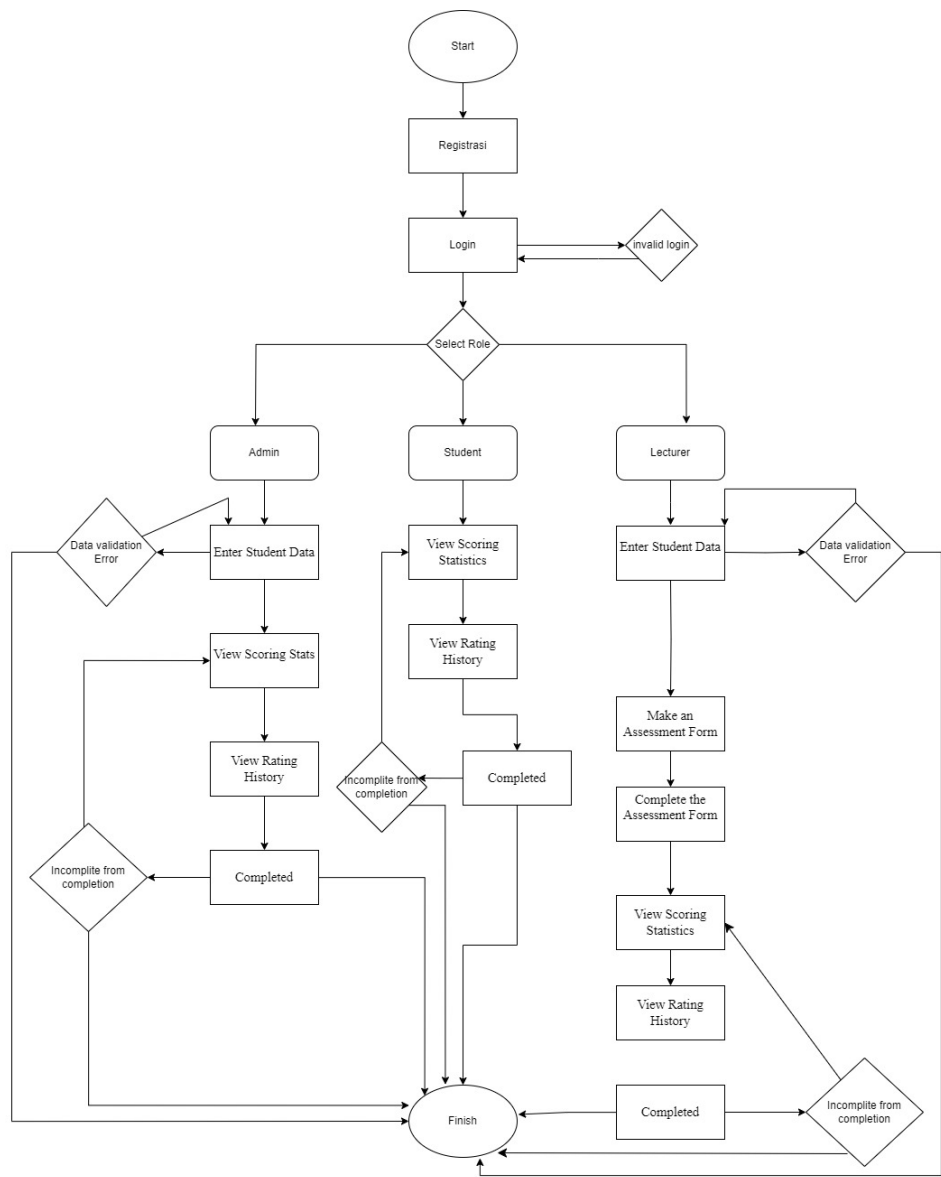 Start
Registrasi
Login
invalid login
Select Role
Admin
Student
Lecturer
Data validation
Error
Enter Student Data
View Scoring
Statistics
Enter Student Data
Data validation
Error
View Scoring Stats
View Rating
History
Make an
Assessment Form
View Rating
History
Incomplite from
completion
Completed
Complete the
Assessment Form
Incomplite from
completion
Completed
View Scoring
Statistics
View Rating
History
Finish
Completed
Incomplite from
completion